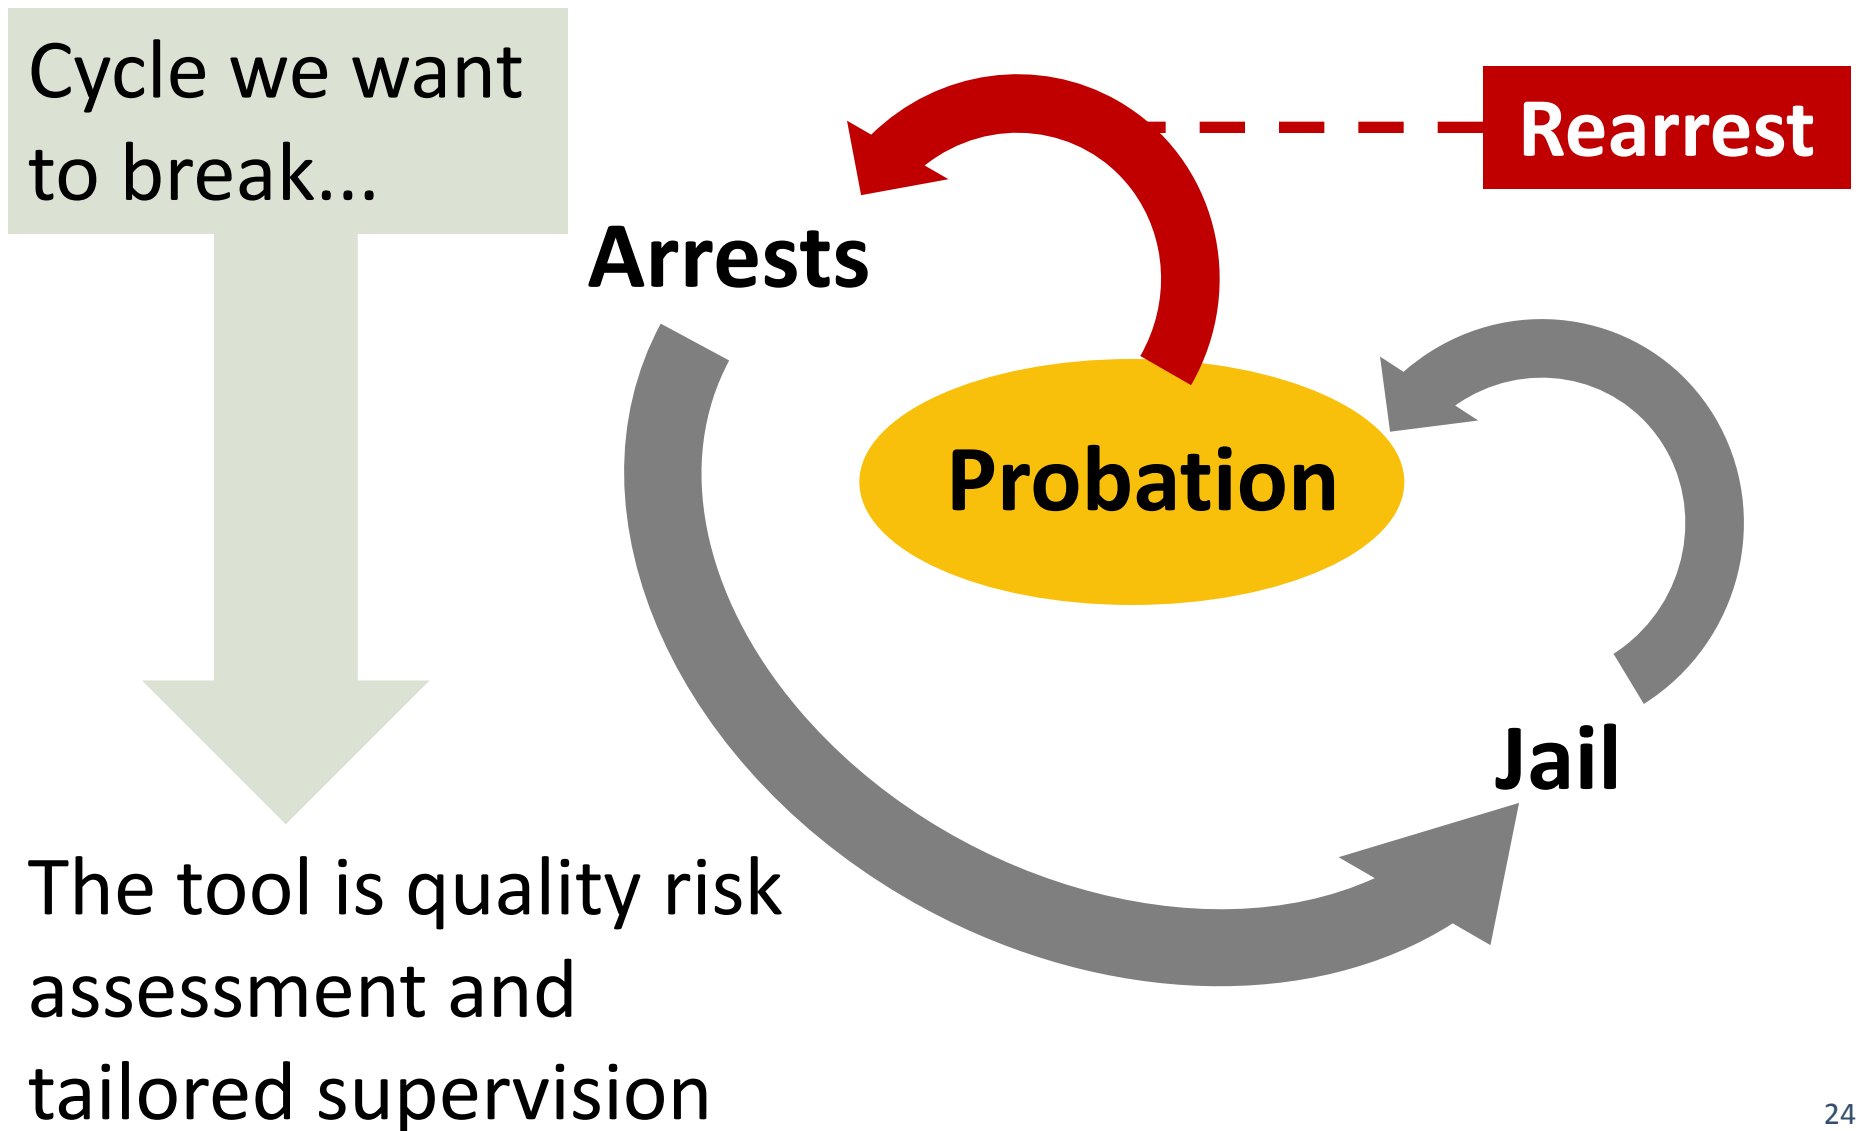 Cycle we want
to break...
Rearrest
Arrests
Probation
Jail
The tool is quality risk
assessment and
tailored supervision
24